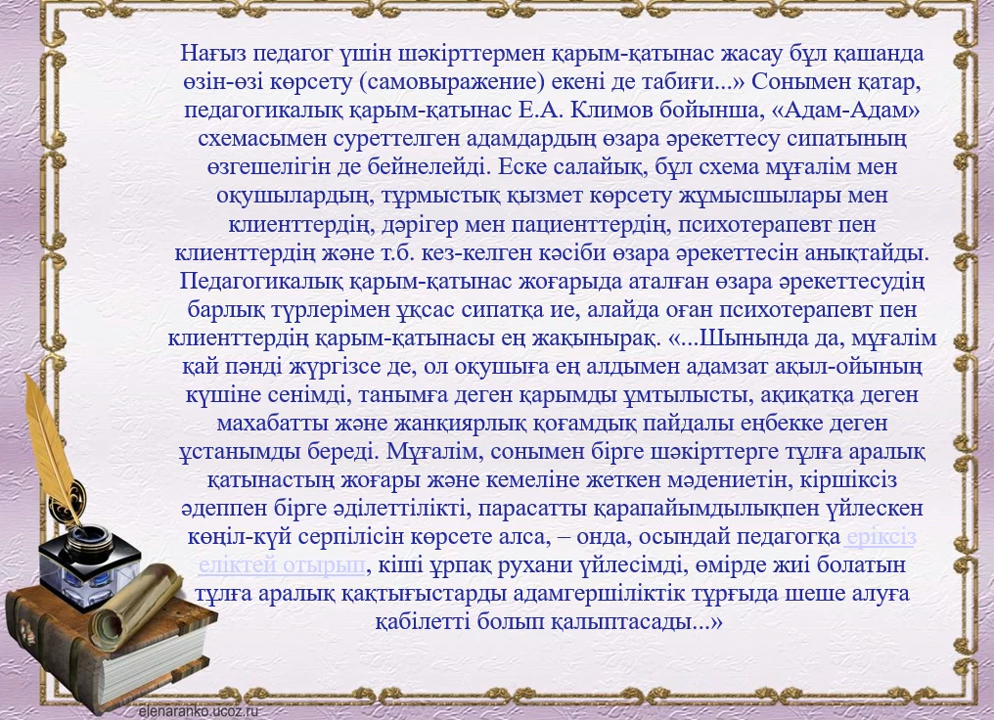 Нағыз педагог үшін шәкірттермен қарым-қатынас жасау бұл қашанда
өзін-өзі көрсету (самовыражение) екені де табиғи...» Сонымен қатар,
педагогикалық қарым-қатынас Е.А. Климов бойынша, «Адам-Адам»
схемасымен суреттелген адамдардың өзара әрекеттесу сипатының
өзгешелігін де бейнелейді. Еске салайық, бұл схема мұғалім мен
оқушылардың, тұрмыстық қызмет көрсету жұмысшылары мен
клиенттердің, дәрігер мен пациенттердің, психотерапевт пен
клиенттердің және т.б. кез-келген кәсіби өзара әрекеттесін анықтайды.
Педагогикалық қарым-қатынас жоғарыда аталған өзара әрекеттесудің
барлық түрлерімен ұқсас сипатқа ие, алайда оған психотерапевт пен
клиенттердің қарым-қатынасы ең жақынырақ. «...Шынында да, мұғалім
қай пәнді жүргізсе де, ол оқушыға ең алдымен адамзат ақыл-ойының
күшіне сенімді, танымға деген қарымды ұмтылысты, ақиқатқа деген
махабатты және жанқиярлық қоғамдық пайдалы еңбекке деген
ұстанымды береді. Мұғалім, сонымен бірге шәкірттерге тұлға аралық
қатынастың жоғары және кемеліне жеткен мәдениетін, кіршіксіз
әдеппен бірге әділеттілікті, парасатты қарапайымдылықпен үйлескен
көңіл-күй серпілісін көрсете алса, – онда, осындай педагогқа еріксіз
еліктей отырып, кіші ұрпақ рухани үйлесімді, өмірде жиі болатын
тұлға аралық қақтығыстарды адамгершіліктік тұрғыда шеше алуға
қабілетті болып қалыптасады...»
elenaranko.ucoz.ru